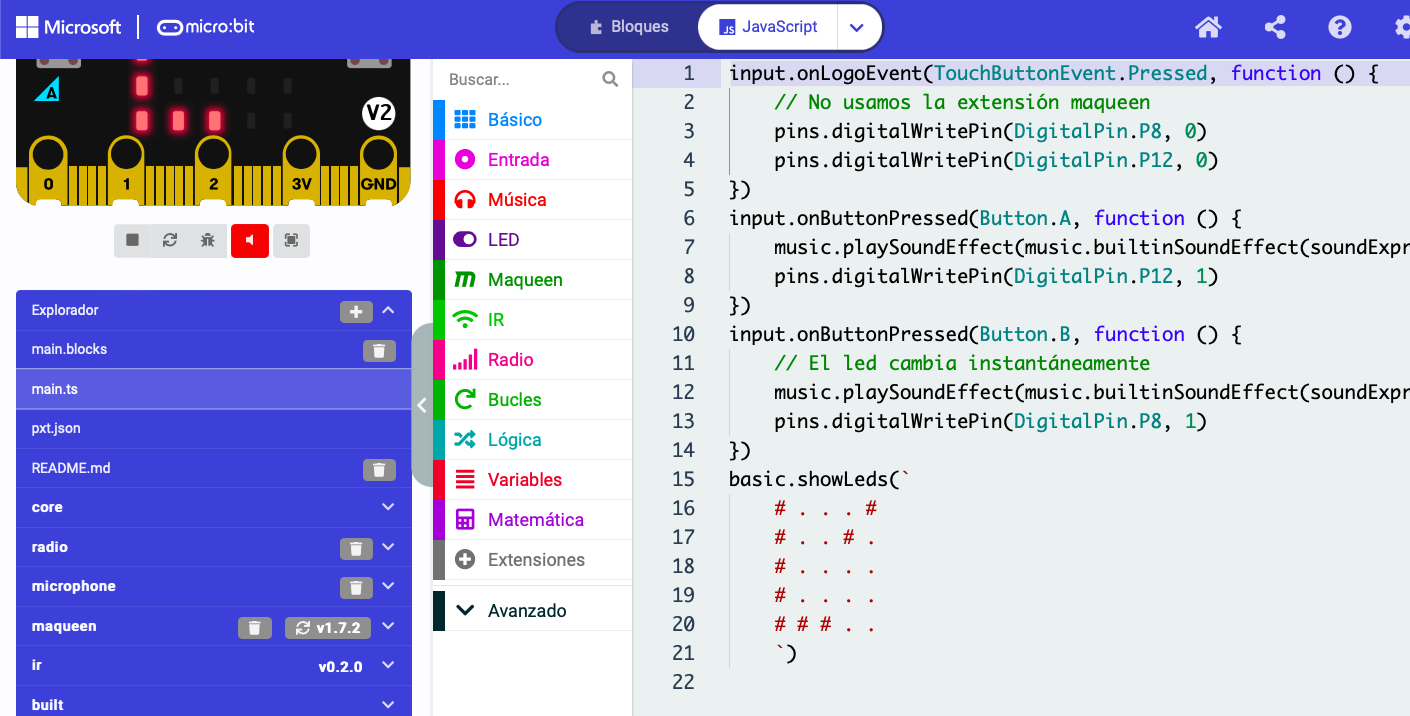 Microsoft | micro:bit
Bloques
JavaScript
A
V2
0 1 2 3V GND
Explorador
main.blocks
main.ts
pxt.json
README.md
core
radio
microphone
maqueen v1.7.2
ir v0.2.0
built
Buscar...
Básico
Entrada
Música
LED
Maqueen
IR
Radio
Bucles
Lógica
Variables
Matemática
Extensiones
Avanzado
1 input.onLogoEvent(TouchButtonEvent.Pressed, function () {
2 // No usamos la extensión maqueen
3 pins.digitalWritePin(DigitalPin.P8, 0)
4 pins.digitalWritePin(DigitalPin.P12, 0)
5 })
6 input.onButtonPressed(Button.A, function () {
7 music.playSoundEffect(music.builtinSoundEffect(soundExpr
8 pins.digitalWritePin(DigitalPin.P12, 1)
9 })
10 input.onButtonPressed(Button.B, function () {
11 // El led cambia instantáneamente
12 music.playSoundEffect(music.builtinSoundEffect(soundExpr
13 pins.digitalWritePin(DigitalPin.P8, 1)
14 })
15 basic.showLeds(`
16 # . . . #
17 # . . # .
18 # . . . .
19 # . . . .
20 # # # . .
21 `)
22